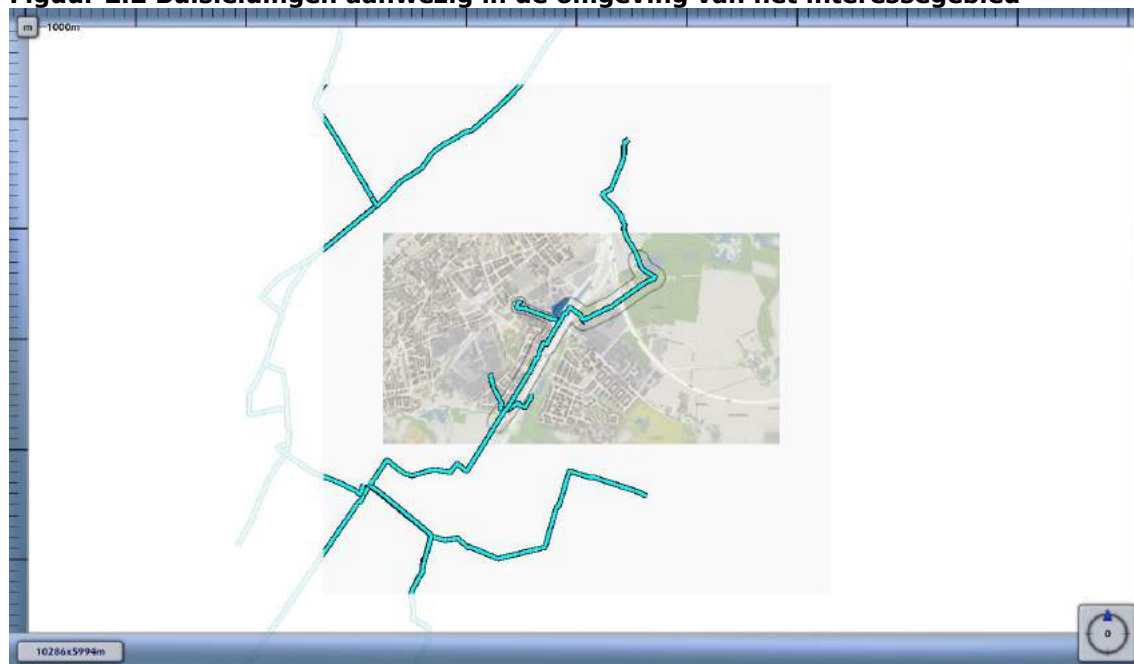 Figuur 2.2 Buisleidingen aanwezig in de omgeving van het interessegebied
m
1000m
0
10286x5994m